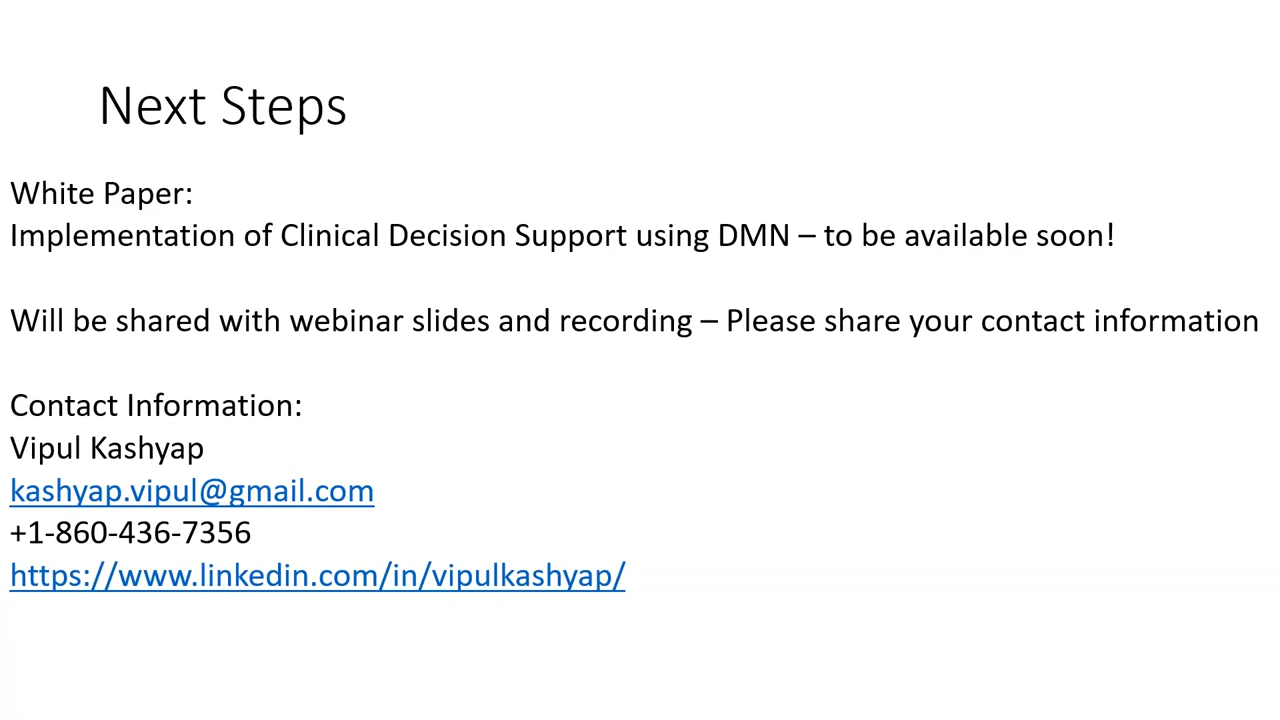 Next Steps
White Paper:
Implementation of Clinical Decision Support using DMN – to be available soon!
Will be shared with webinar slides and recording – Please share your contact information
Contact Information:
Vipul Kashyap
kashyap.vipul@gmail.com
+1-860-436-7356
https://www.linkedin.com/in/vipulkashyap/